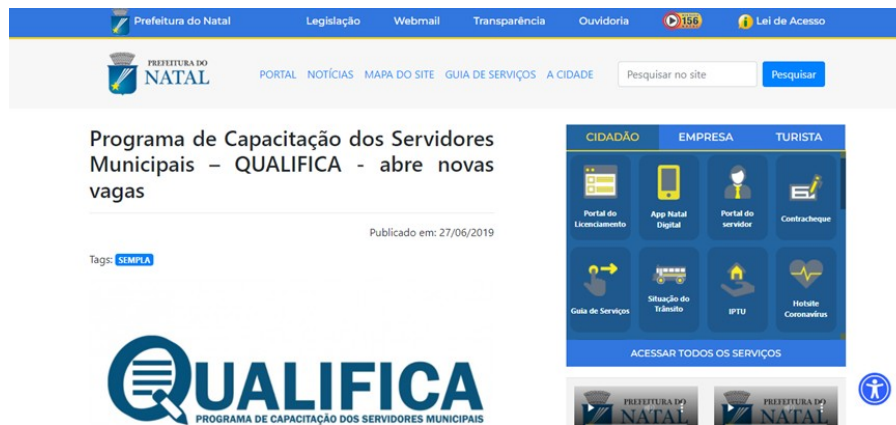 Prefeitura do Natal Legislação Webmail Transparência Ouvidoria 156 Lei de Acesso
PREFEITURA DO
NATAL
PORTAL NOTÍCIAS MAPA DO SITE GUIA DE SERVIÇOS A CIDADE Pesquisar no site Pesquisar
Programa de Capacitação dos Servidores
Municipais – QUALIFICA - abre novas
vagas
Publicado em: 27/06/2019
Tags: SEMPLA
QUALIFICA
PROGRAMA DE CAPACITAÇÃO DOS SERVIDORES MUNICIPAIS
CIDADÃO EMPRESA TURISTA
Portal do
Licenciamento
App Natal
Digital
Portal do
servidor
Contracheque
Guia de Serviços
Situação do
Trânsito
IPTU
Hotsite
Coronavírus
ACESSAR TODOS OS SERVIÇOS
PREFEITURA DO
NATAL
PREFEITURA DO
NATAL